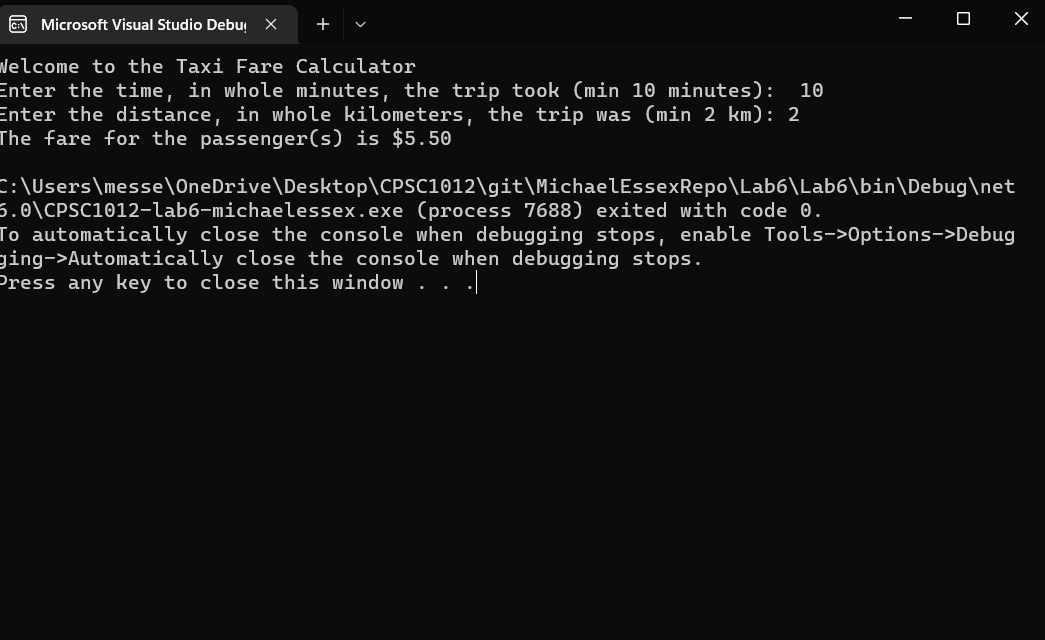 Microsoft Visual Studio Debu
Welcome to the Taxi Fare Calculator
Enter the time, in whole minutes, the trip took (min 10 minutes):  10
Enter the distance, in whole kilometers, the trip was (min 2 km): 2
The fare for the passenger(s) is $5.50
C:\Users\messe\OneDrive\Desktop\CPSC1012\git\MichaelEssexRepo\Lab6\Lab6\bin\Debug\net
6.0\CPSC1012-lab6-michaelessex.exe (process 7688) exited with code 0.
To automatically close the console when debugging stops, enable Tools->Options->Debug
ging->Automatically close the console when debugging stops.
Press any key to close this window . . .